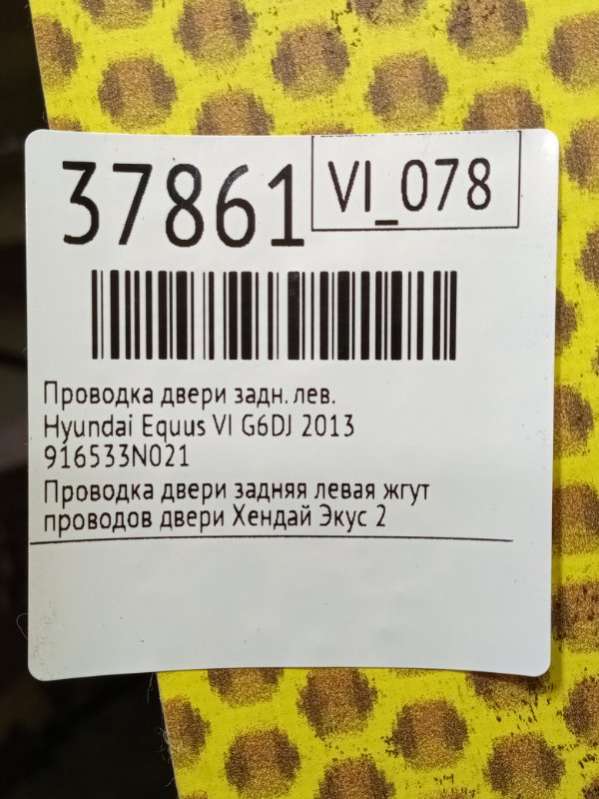 37861
VI_078
Проводка двери задн. лев.
Hyundai Equus VI G6DJ 2013
916533N021
Проводка двери задняя левая жгут
проводов двери Хендай Экус 2